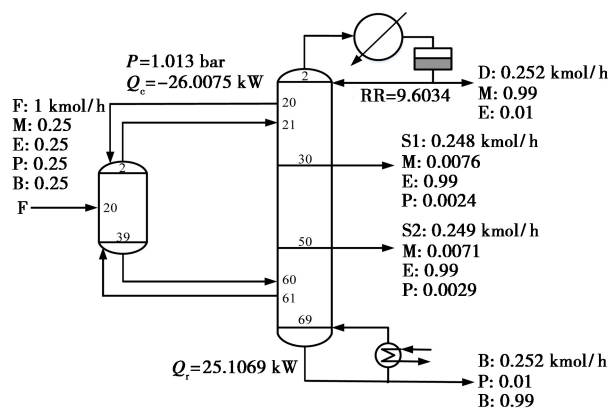 P=1.013 bar
Qc=−26.0075 kW
2
D: 0.252 kmol/h
M: 0.99
E: 0.01
RR=9.6034
20
21
F: 1 kmol/h
M: 0.25
E: 0.25
P: 0.25
B: 0.25
S1: 0.248 kmol/h
M: 0.0076
E: 0.99
P: 0.0024
30
2
F
20
39
S2: 0.249 kmol/h
M: 0.0071
E: 0.99
P: 0.0029
50
60
61
69
Qr=25.1069 kW
B: 0.252 kmol/h
P: 0.01
B: 0.99